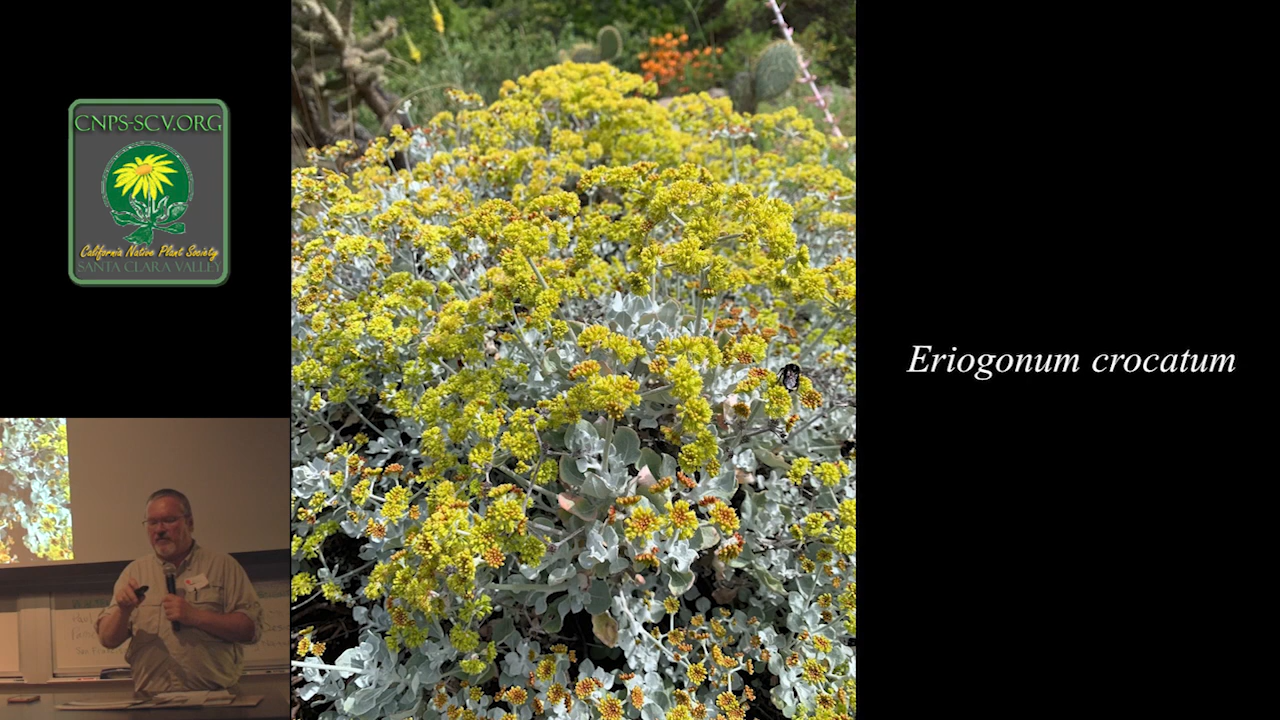 CNPS-SCV.ORG
California Native Plant Society
SANTA CLARA VALLEY
Eriogonum crocatum